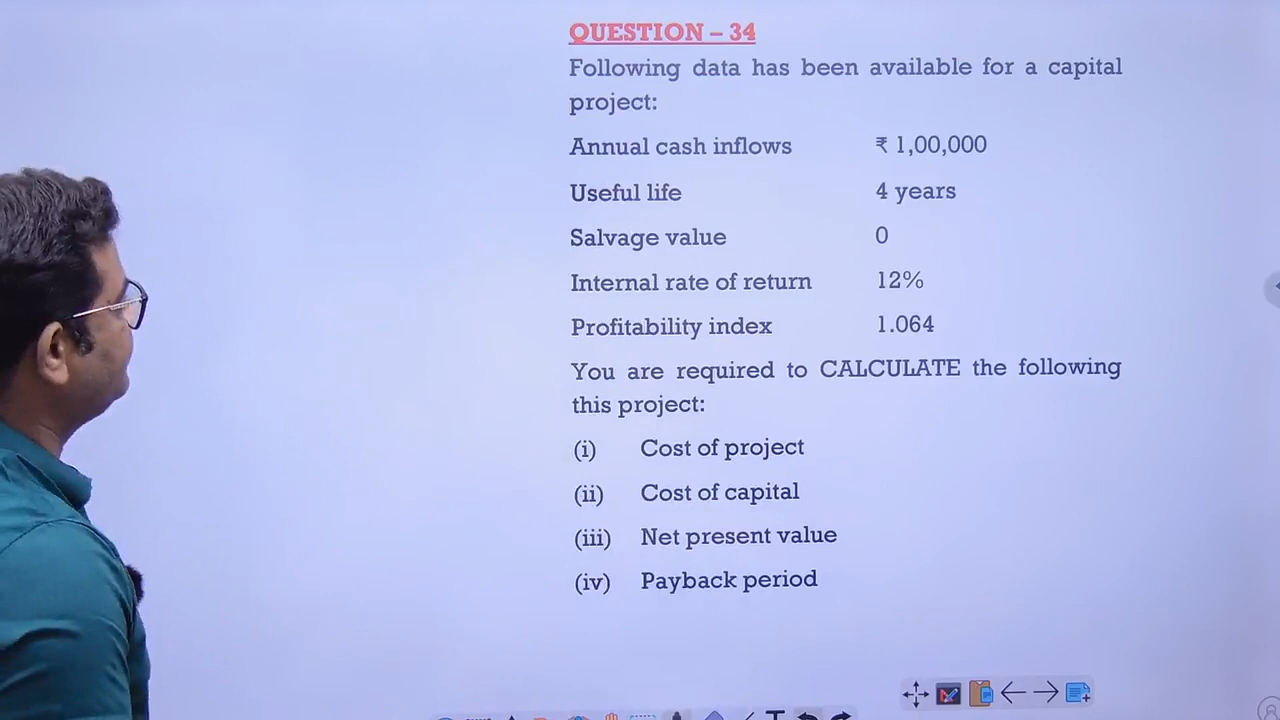 QUESTION – 34
Following data has been available for a capital
project:
Annual cash inflows ₹ 1,00,000
Useful life 4 years
Salvage value 0
Internal rate of return 12%
Profitability index 1.064
You are required to CALCULATE the following
this project:
(i) Cost of project
(ii) Cost of capital
(iii) Net present value
(iv) Payback period